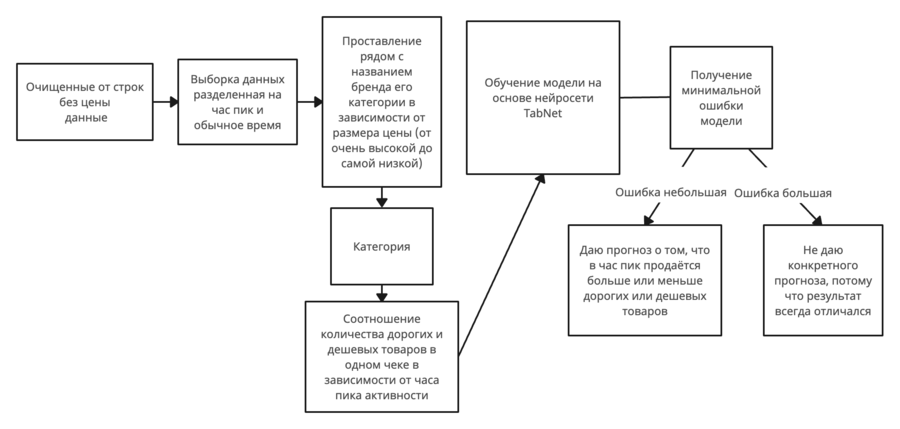 Очищенные от строк
без цены
данные
Выборка данных
разделенная на
час пик и
обычное время
Проставление
рядом с
названием
бренда его
категории в
зависимости от
размера цены (от
очень высокой до
самой низкой)
Категория
Соотношение
количества дорогих и
дешевых товаров в
одном чеке в
зависимости от часа
пика активности
Обучение модели на
основе нейросети
TabNet
Получение
минимальной
ошибки
модели
Ошибка небольшая
Ошибка большая
Даю прогноз о том, что
в час пик продаётся
больше или меньше
дорогих или дешевых
товаров
Не даю
конкретного
прогноза, потому
что результат
всегда отличался